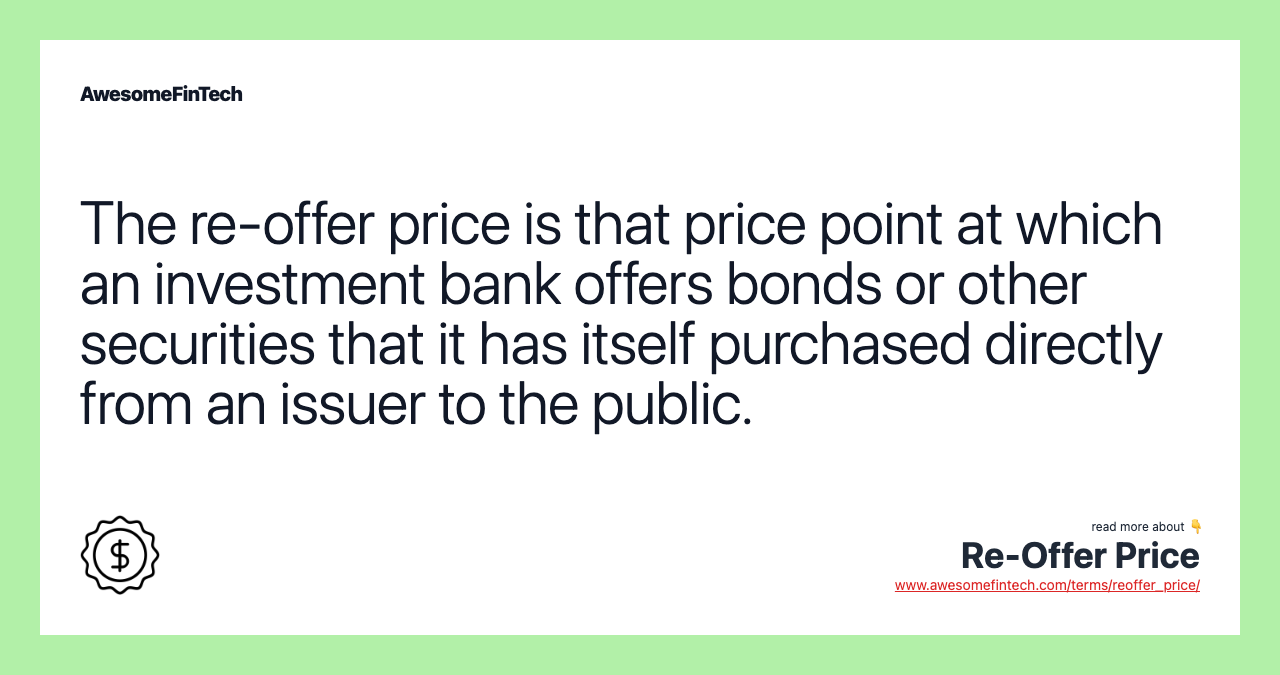 AwesomeFinTech
The re-offer price is that price point at which
an investment bank offers bonds or other
securities that it has itself purchased directly
from an issuer to the public.
$
read more about 👇
Re-Offer Price
www.awesomefintech.com/terms/reoffer_price/